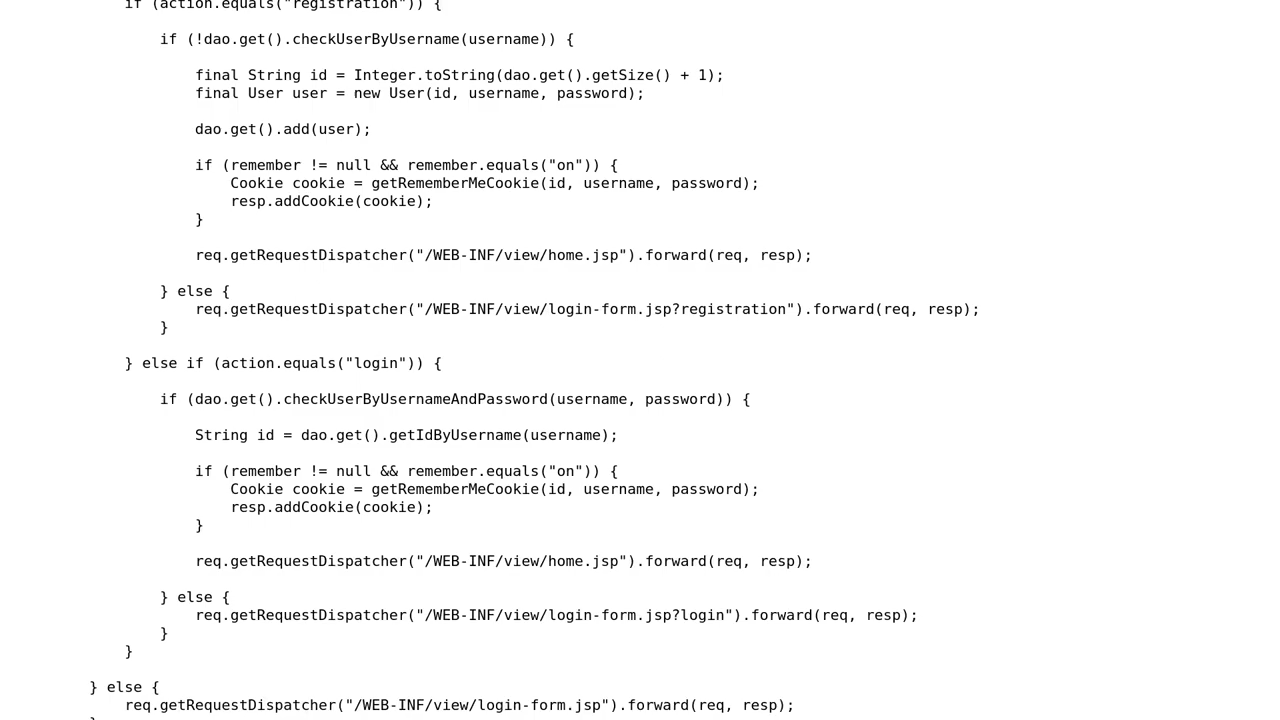 if (action.equals("registration")) {
if (!dao.get().checkUserByUsername(username)) {
final String id = Integer.toString(dao.get().getSize() + 1);
final User user = new User(id, username, password);
dao.get().add(user);
if (remember != null && remember.equals("on")) {
Cookie cookie = getRememberMeCookie(id, username, password);
resp.addCookie(cookie);
}
req.getRequestDispatcher("/WEB-INF/view/home.jsp").forward(req, resp);
} else {
req.getRequestDispatcher("/WEB-INF/view/login-form.jsp?registration").forward(req, resp);
}
} else if (action.equals("login")) {
if (dao.get().checkUserByUsernameAndPassword(username, password)) {
String id = dao.get().getIdByUsername(username);
if (remember != null && remember.equals("on")) {
Cookie cookie = getRememberMeCookie(id, username, password);
resp.addCookie(cookie);
}
req.getRequestDispatcher("/WEB-INF/view/home.jsp").forward(req, resp);
} else {
req.getRequestDispatcher("/WEB-INF/view/login-form.jsp?login").forward(req, resp);
}
}
} else {
req.getRequestDispatcher("/WEB-INF/view/login-form.jsp").forward(req, resp);